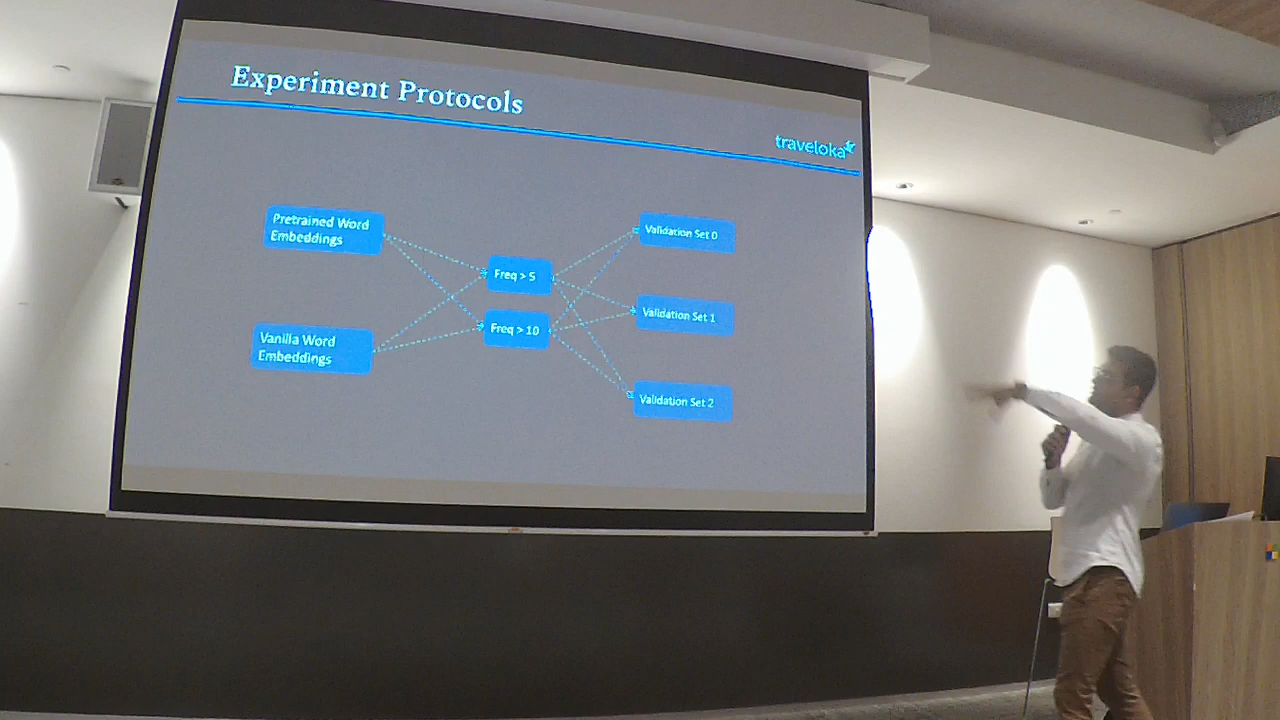 Experiment Protocols
traveloka
Pretrained Word
Embeddings
Vanilla Word
Embeddings
Freq > 5
Freq > 10
Validation Set 0
Validation Set 1
Validation Set 2